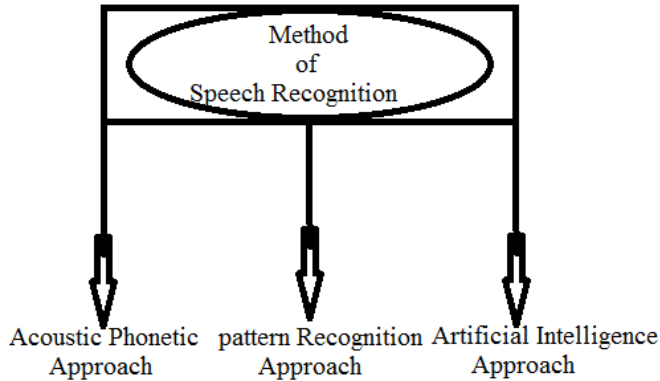 Method
of
Speech Recognition
Acoustic Phonetic
Approach
pattern Recognition
Approach
Artificial Intelligence
Approach